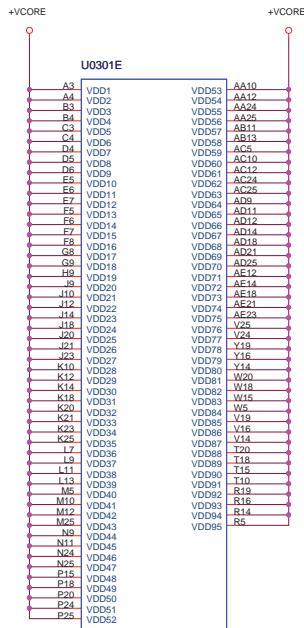 +VCORE +VCORE
U0301E
A3 VDD1 VDD53 AA10
A4 VDD2 VDD54 AA12
B3 VDD3 VDD55 AA24
B4 VDD4 VDD56 AA25
C3 VDD5 VDD57 AB11
C4 VDD6 VDD58 AB13
D4 VDD7 VDD59 AC5
D5 VDD8 VDD60 AC10
D6 VDD9 VDD61 AC12
E5 VDD10 VDD62 AC24
E6 VDD11 VDD63 AC25
E7 VDD12 VDD64 AD9
F5 VDD13 VDD65 AD11
F6 VDD14 VDD66 AD12
F7 VDD15 VDD67 AD14
F8 VDD16 VDD68 AD18
G8 VDD17 VDD69 AD21
G9 VDD18 VDD70 AD25
H9 VDD19 VDD71 AE12
J9 VDD20 VDD72 AE14
J10 VDD21 VDD73 AE18
J12 VDD22 VDD74 AE21
J14 VDD23 VDD75 AE23
J18 VDD24 VDD76 V25
J20 VDD25 VDD77 V24
J21 VDD26 VDD78 Y19
J23 VDD27 VDD79 Y16
K10 VDD28 VDD80 Y14
K12 VDD29 VDD81 W20
K14 VDD30 VDD82 W18
K18 VDD31 VDD83 W15
K20 VDD32 VDD84 W5
K21 VDD33 VDD85 V19
K23 VDD34 VDD86 V16
K25 VDD35 VDD87 V14
L7 VDD36 VDD88 T20
L9 VDD37 VDD89 T18
L11 VDD38 VDD90 T15
L13 VDD39 VDD91 T10
M5 VDD40 VDD92 R19
M10 VDD41 VDD93 R16
M12 VDD42 VDD94 R14
M25 VDD43 VDD95 R5
N9 VDD44
N11 VDD45
N24 VDD46
N25 VDD47
P15 VDD48
P18 VDD49
P20 VDD50
P24 VDD51
P25 VDD52